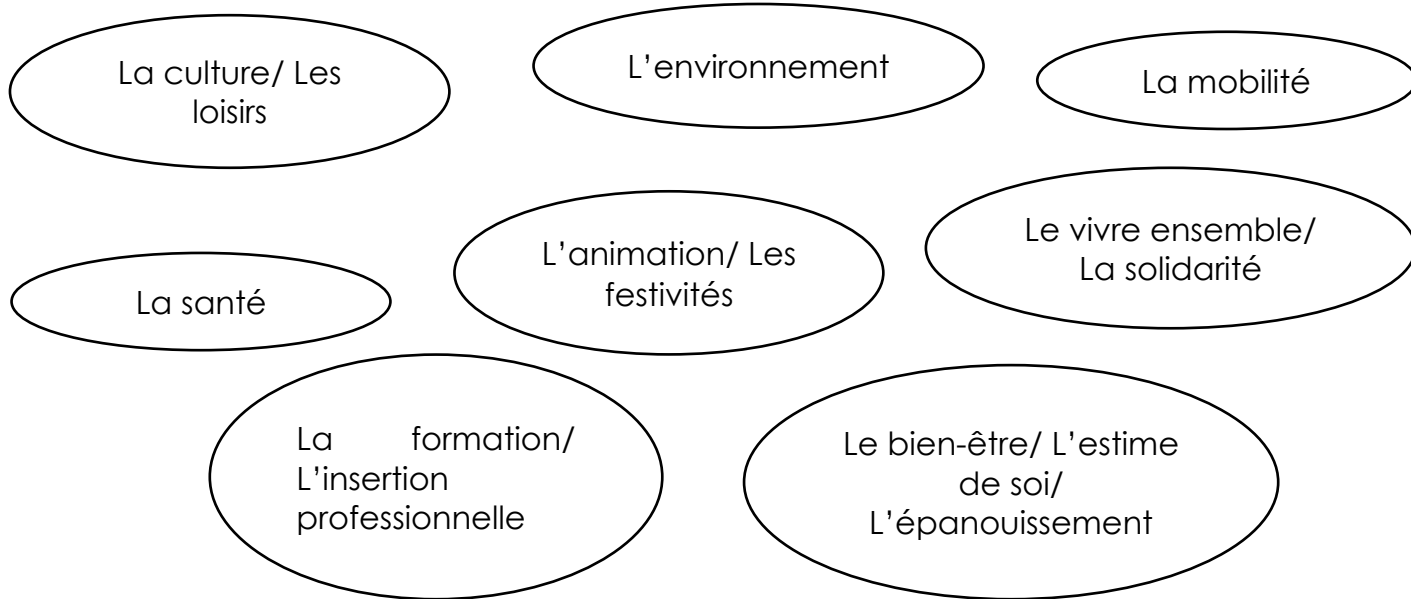 La culture/ Les
loisirs
L’environnement
La mobilité
La santé
L’animation/ Les
festivités
Le vivre ensemble/
La solidarité
La formation/
L’insertion
professionnelle
Le bien-être/ L’estime
de soi/
L’épanouissement